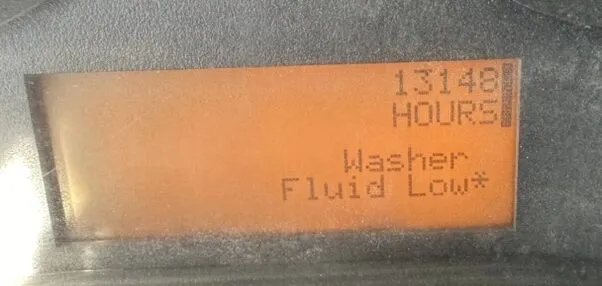 13148
HOURS
Washer
Fluid Low*